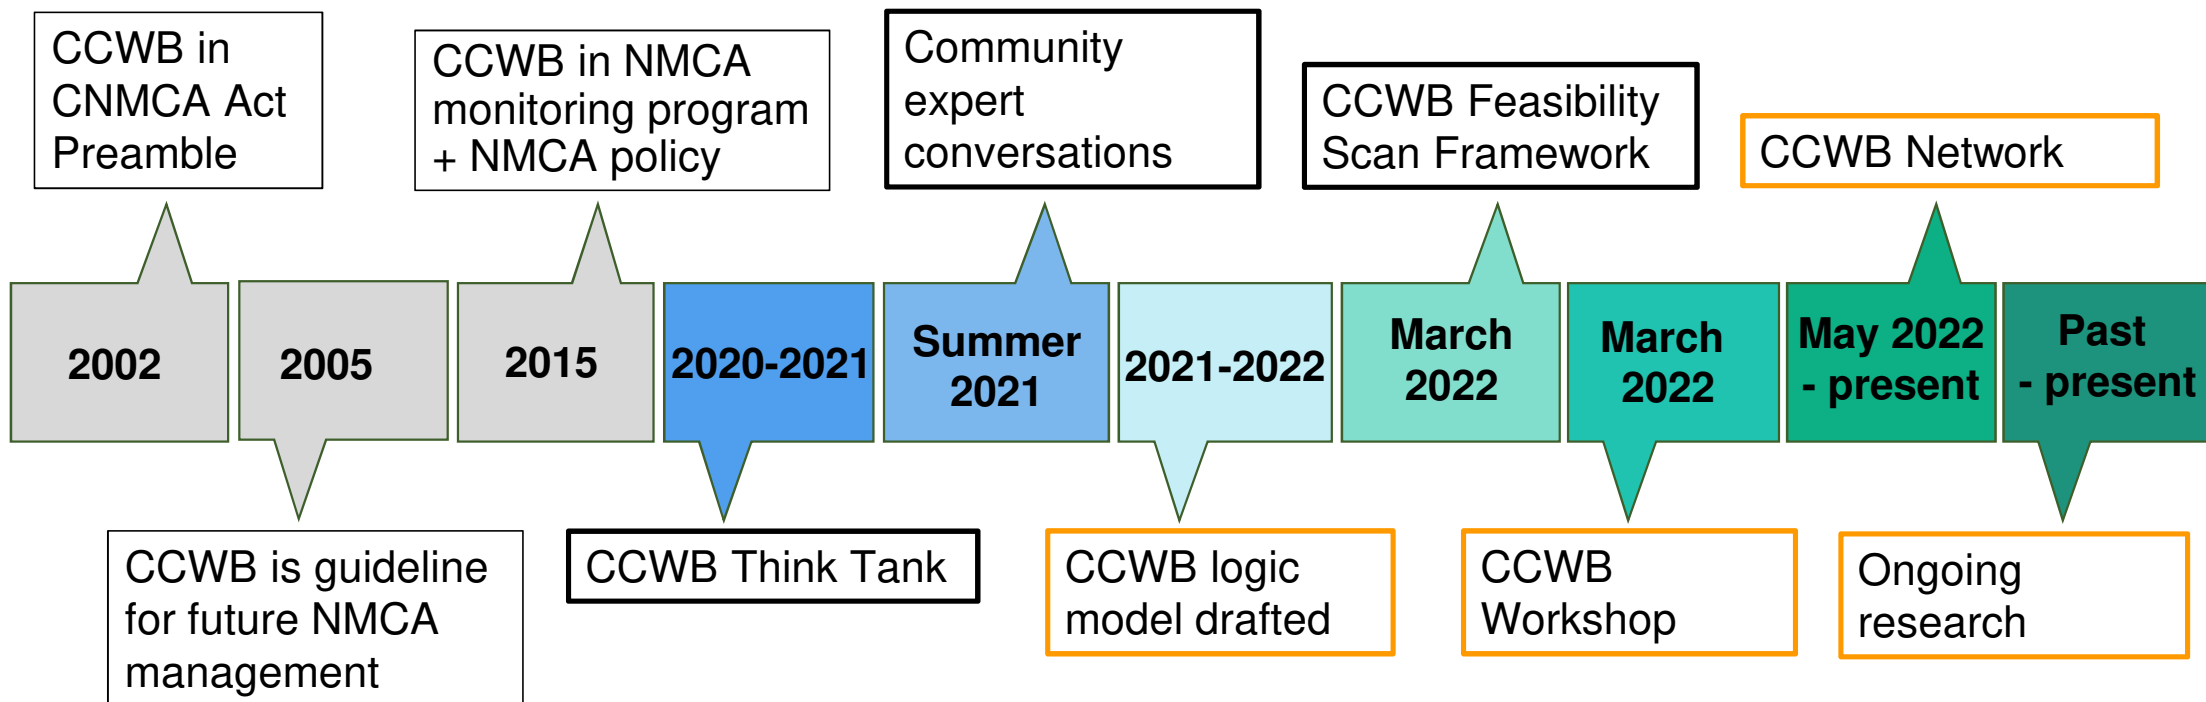 CCWB in
CNMCA Act
Preamble
CCWB in NMCA
monitoring program
+ NMCA policy
Community
expert
conversations
CCWB Feasibility
Scan Framework
CCWB Network
2002
2005
2015
2020-2021
Summer
2021
2021-2022
March
2022
March
2022
May 2022
- present
Past
- present
CCWB is guideline
for future NMCA
management
CCWB Think Tank
CCWB logic
model drafted
CCWB
Workshop
Ongoing
research